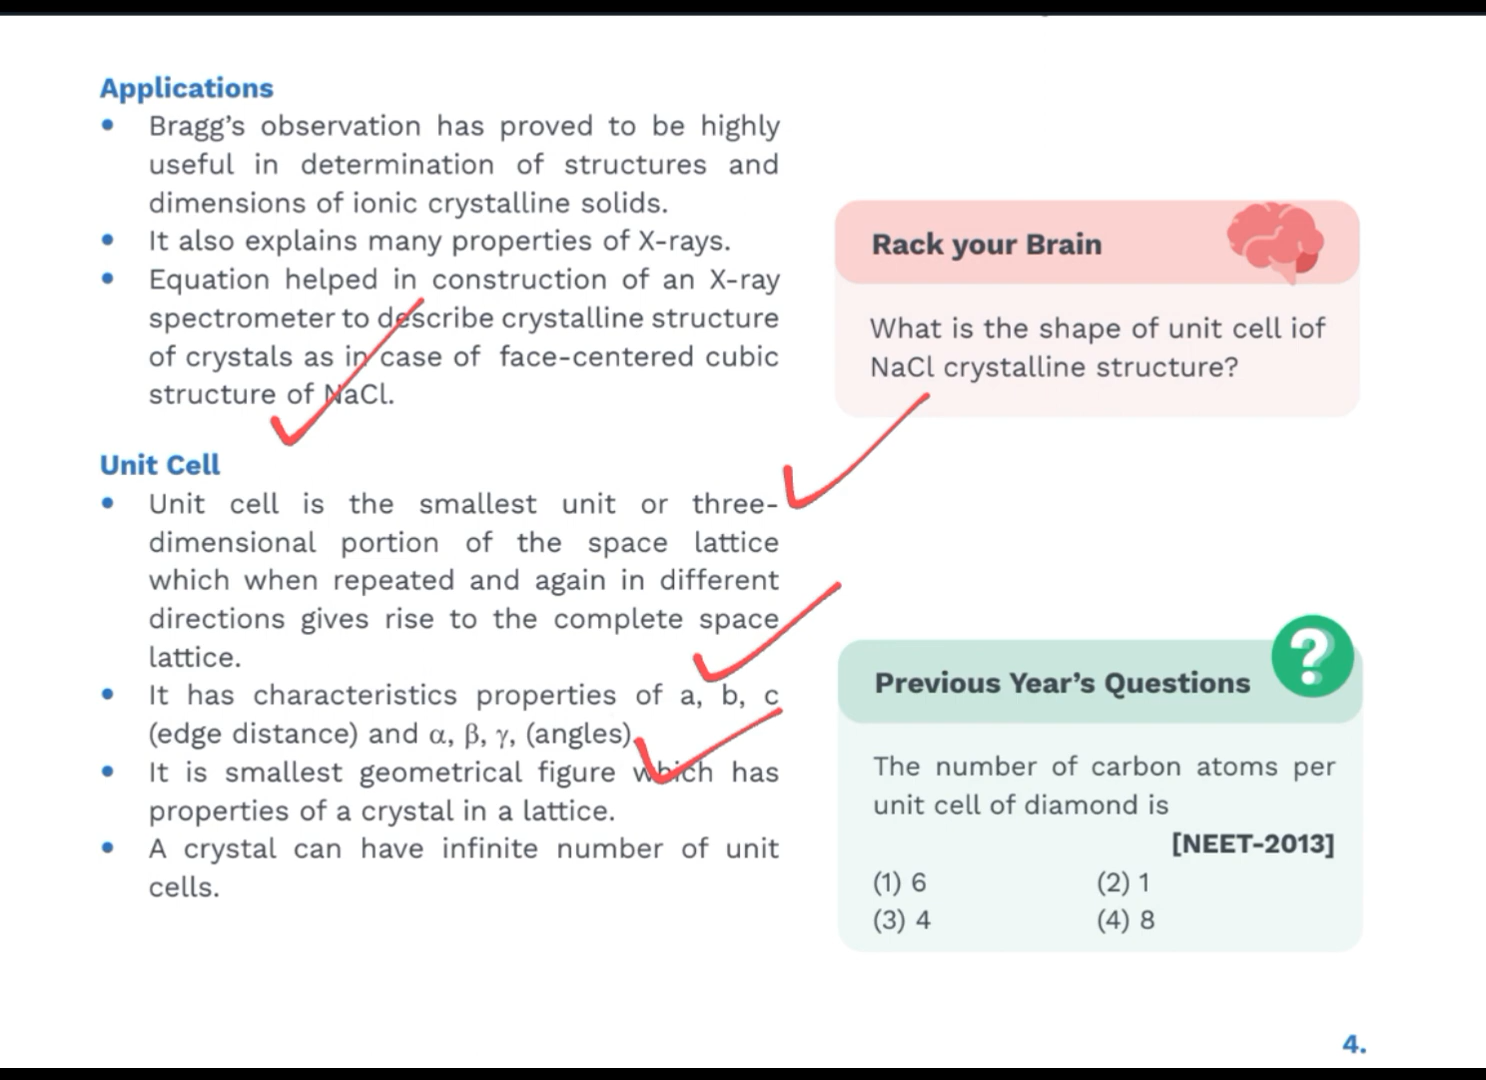 Applications
• Bragg's observation has proved to be highly
useful in determination of structures and
dimensions of ionic crystalline solids.
• It also explains many properties of X-rays.
• Equation helped in construction of an X-ray
spectrometer to describe crystalline structure
of crystals as in case of face-centered cubic
structure of NaCl.
Unit Cell
• Unit cell is the smallest unit or three-
dimensional portion of the space lattice
which when repeated and again in different
directions gives rise to the complete space
lattice.
• It has characteristics properties of a, b, c
(edge distance) and α, β, γ, (angles).
• It is smallest geometrical figure which has
properties of a crystal in a lattice.
• A crystal can have infinite number of unit
cells.
Rack your Brain
What is the shape of unit cell iof
NaCl crystalline structure?
Previous Year's Questions
?
The number of carbon atoms per
unit cell of diamond is
[NEET-2013]
(1) 6 (2) 1
(3) 4 (4) 8
4.